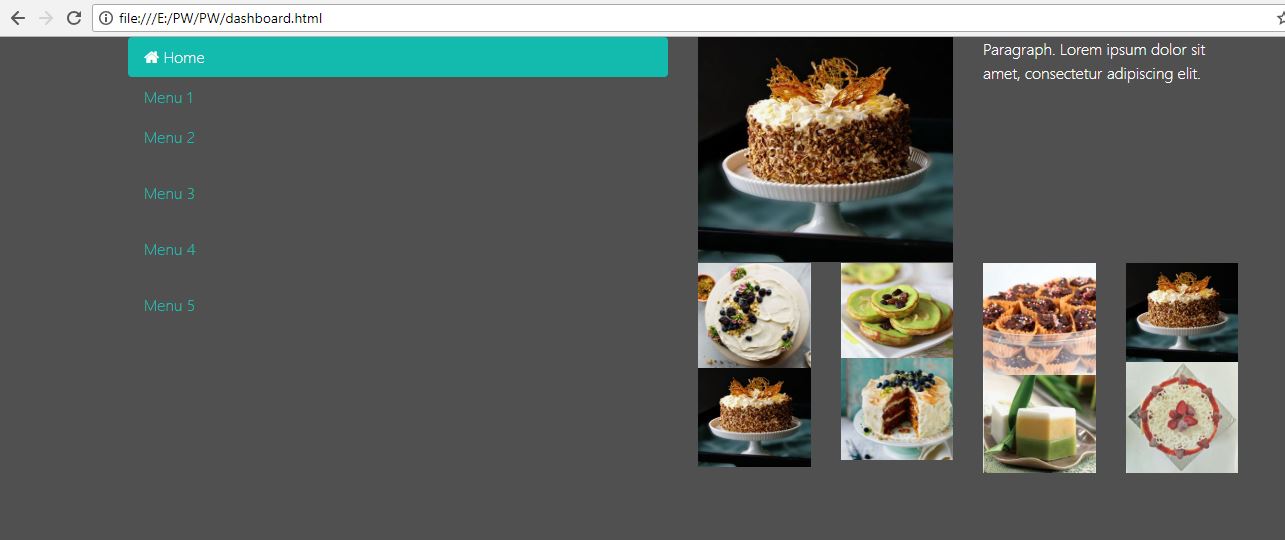 file:///E:/PW/PW/dashboard.html
Home
Menu 1
Menu 2
Menu 3
Menu 4
Menu 5
Paragraph. Lorem ipsum dolor sit
amet, consectetur adipiscing elit.